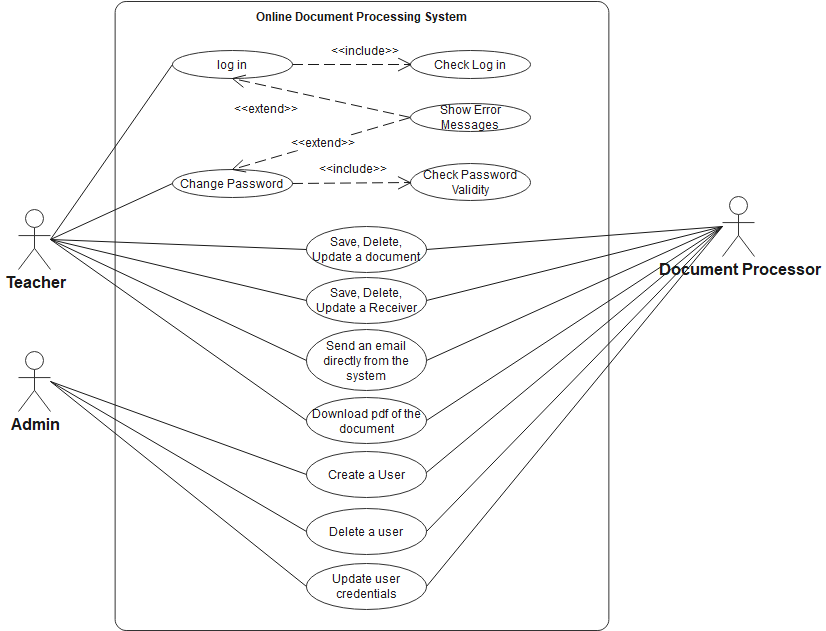 Online Document Processing System
<<include>>
log in
Check Log in
<<extend>>
Show Error
Messages
<<extend>>
<<include>>
Change Password
Check Password
Validity
Teacher
Save, Delete,
Update a document
Document Processor
Save, Delete,
Update a Receiver
Send an email
directly from the
system
Admin
Download pdf of the
document
Create a User
Delete a user
Update user
credentials